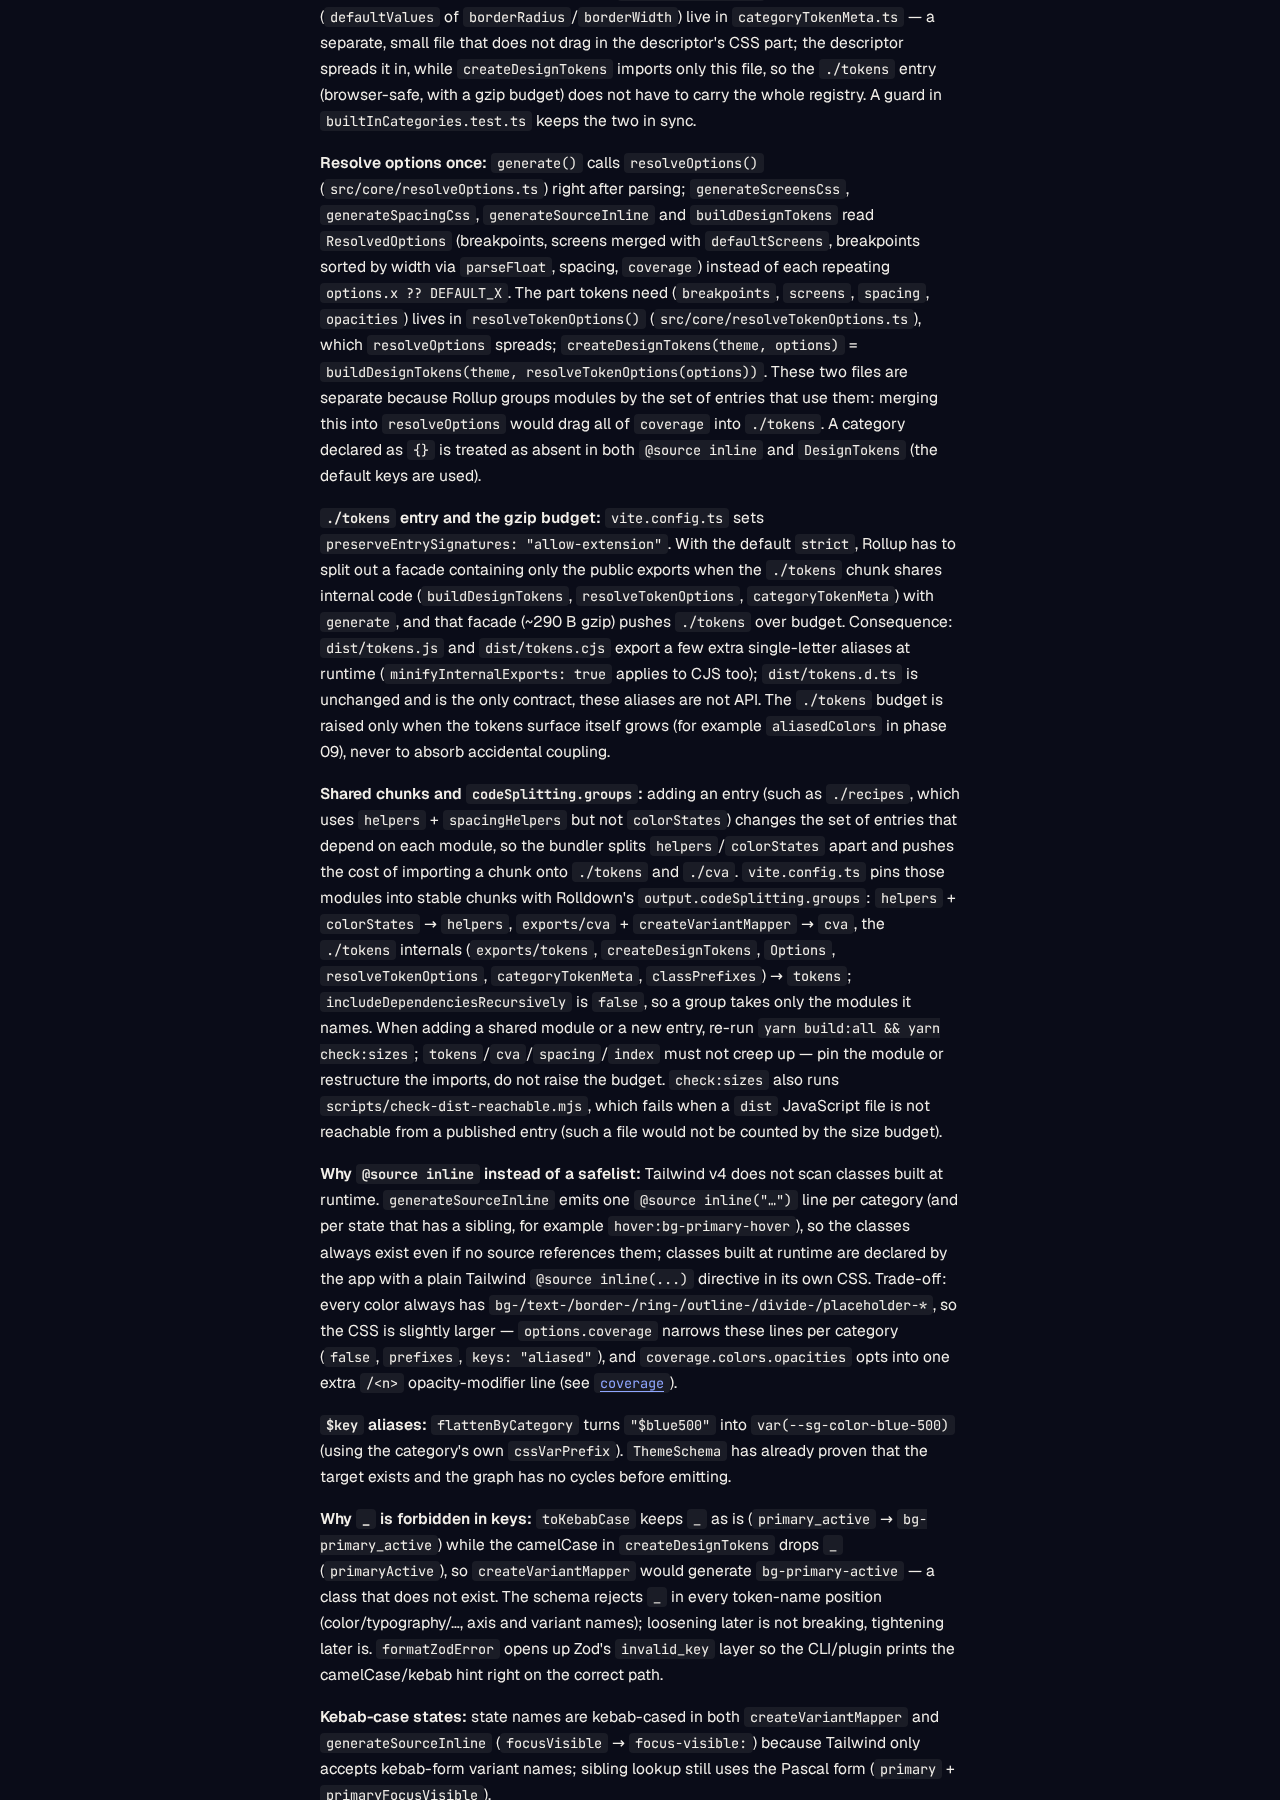 ( defaultValues of borderRadius / borderWidth ) live in categoryTokenMeta.ts — a
separate, small file that does not drag in the descriptor's CSS part; the descriptor
spreads it in, while createDesignTokens imports only this file, so the ./tokens entry
(browser-safe, with a gzip budget) does not have to carry the whole registry. A guard in
builtInCategories.test.ts keeps the two in sync.
Resolve options once: generate() calls resolveOptions()
( src/core/resolveOptions.ts ) right after parsing; generateScreensCss ,
generateSpacingCss , generateSourceInline and buildDesignTokens read
ResolvedOptions (breakpoints, screens merged with defaultScreens , breakpoints
sorted by width via parseFloat , spacing, coverage ) instead of each repeating
options.x ?? DEFAULT_X . The part tokens need ( breakpoints , screens , spacing ,
opacities ) lives in resolveTokenOptions() ( src/core/resolveTokenOptions.ts ),
which resolveOptions spreads; createDesignTokens(theme, options) =
buildDesignTokens(theme, resolveTokenOptions(options)) . These two files are
separate because Rollup groups modules by the set of entries that use them: merging
this into resolveOptions would drag all of coverage into ./tokens . A category
declared as {} is treated as absent in both @source inline and DesignTokens (the
default keys are used).
./tokens entry and the gzip budget: vite.config.ts sets
preserveEntrySignatures: "allow-extension" . With the default strict , Rollup has to
split out a facade containing only the public exports when the ./tokens chunk shares
internal code ( buildDesignTokens , resolveTokenOptions , categoryTokenMeta ) with
generate , and that facade (~290 B gzip) pushes ./tokens over budget. Consequence:
dist/tokens.js and dist/tokens.cjs export a few extra single-letter aliases at
runtime ( minifyInternalExports: true applies to CJS too); dist/tokens.d.ts is
unchanged and is the only contract, these aliases are not API. The ./tokens budget is
raised only when the tokens surface itself grows (for example aliasedColors in phase
09), never to absorb accidental coupling.
Shared chunks and codeSplitting.groups : adding an entry (such as ./recipes , which
uses helpers + spacingHelpers but not colorStates ) changes the set of entries that
depend on each module, so the bundler splits helpers / colorStates apart and pushes
the cost of importing a chunk onto ./tokens and ./cva . vite.config.ts pins those
modules into stable chunks with Rolldown's output.codeSplitting.groups : helpers +
colorStates → helpers , exports/cva + createVariantMapper → cva , the
./tokens internals ( exports/tokens , createDesignTokens , Options ,
resolveTokenOptions , categoryTokenMeta , classPrefixes ) → tokens ;
includeDependenciesRecursively is false , so a group takes only the modules it
names. When adding a shared module or a new entry, re-run yarn build:all && yarn
check:sizes ; tokens / cva / spacing / index must not creep up — pin the module or
restructure the imports, do not raise the budget. check:sizes also runs
scripts/check-dist-reachable.mjs , which fails when a dist JavaScript file is not
reachable from a published entry (such a file would not be counted by the size budget).
Why @source inline instead of a safelist: Tailwind v4 does not scan classes built at
runtime. generateSourceInline emits one @source inline("…") line per category (and
per state that has a sibling, for example hover:bg-primary-hover ), so the classes
always exist even if no source references them; classes built at runtime are declared by
the app with a plain Tailwind @source inline(...) directive in its own CSS. Trade-off:
every color always has bg-/text-/border-/ring-/outline-/divide-/placeholder-* , so
the CSS is slightly larger — options.coverage narrows these lines per category
( false , prefixes , keys: "aliased" ), and coverage.colors.opacities opts into one
extra /<n> opacity-modifier line (see coverage ).
$key aliases: flattenByCategory turns "$blue500" into var(--sg-color-blue-500)
(using the category's own cssVarPrefix ). ThemeSchema has already proven that the
target exists and the graph has no cycles before emitting.
Why _ is forbidden in keys: toKebabCase keeps _ as is ( primary_active → bg-
primary_active ) while the camelCase in createDesignTokens drops _
( primaryActive ), so createVariantMapper would generate bg-primary-active — a
class that does not exist. The schema rejects _ in every token-name position
(color/typography/…, axis and variant names); loosening later is not breaking, tightening
later is. formatZodError opens up Zod's invalid_key layer so the CLI/plugin prints the
camelCase/kebab hint right on the correct path.
Kebab-case states: state names are kebab-cased in both createVariantMapper and
generateSourceInline ( focusVisible → focus-visible: ) because Tailwind only
accepts kebab-form variant names; sibling lookup still uses the Pascal form ( primary +
primaryFocusVisible ).